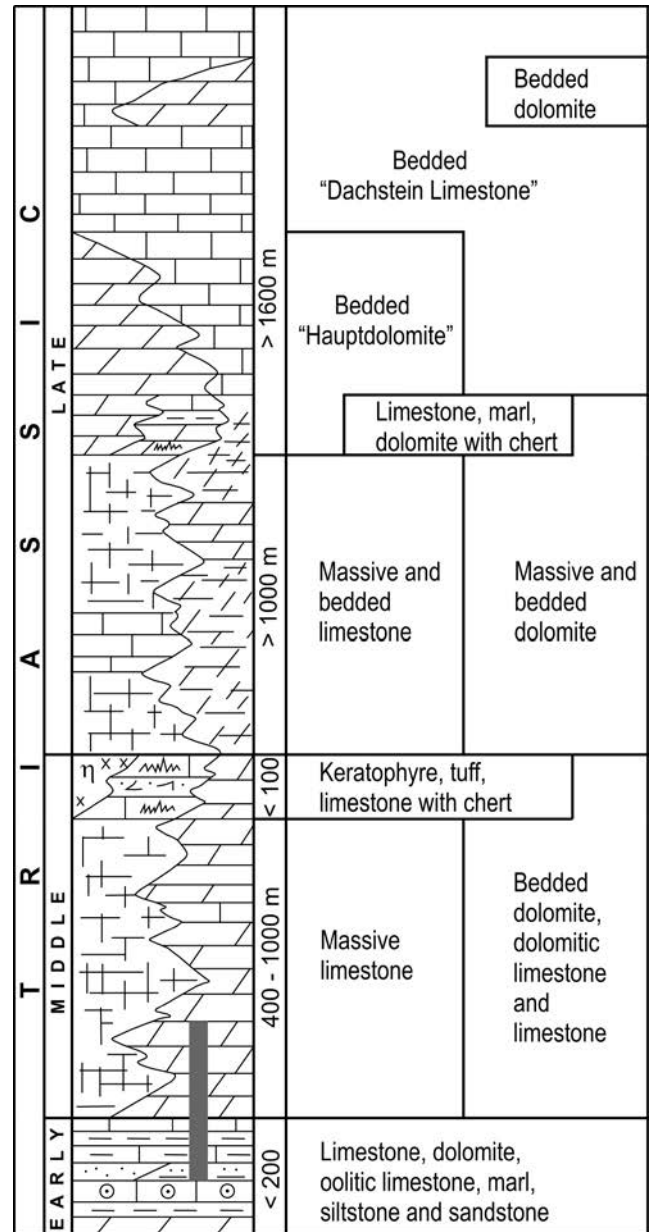 TRIASSIC
LATE
MIDDLE
EARLY
> 1600 m
> 1000 m
< 100
400 - 1000 m
< 200
Bedded
dolomite
Bedded
“Dachstein Limestone”
Bedded
“Hauptdolomite”
Limestone, marl,
dolomite with chert
Massive and
bedded
limestone
Massive and
bedded
dolomite
η x x
x
Keratophyre, tuff,
limestone with chert
Massive
limestone
Bedded
dolomite,
dolomitic
limestone
and
limestone
Limestone, dolomite,
oolitic limestone, marl,
siltstone and sandstone